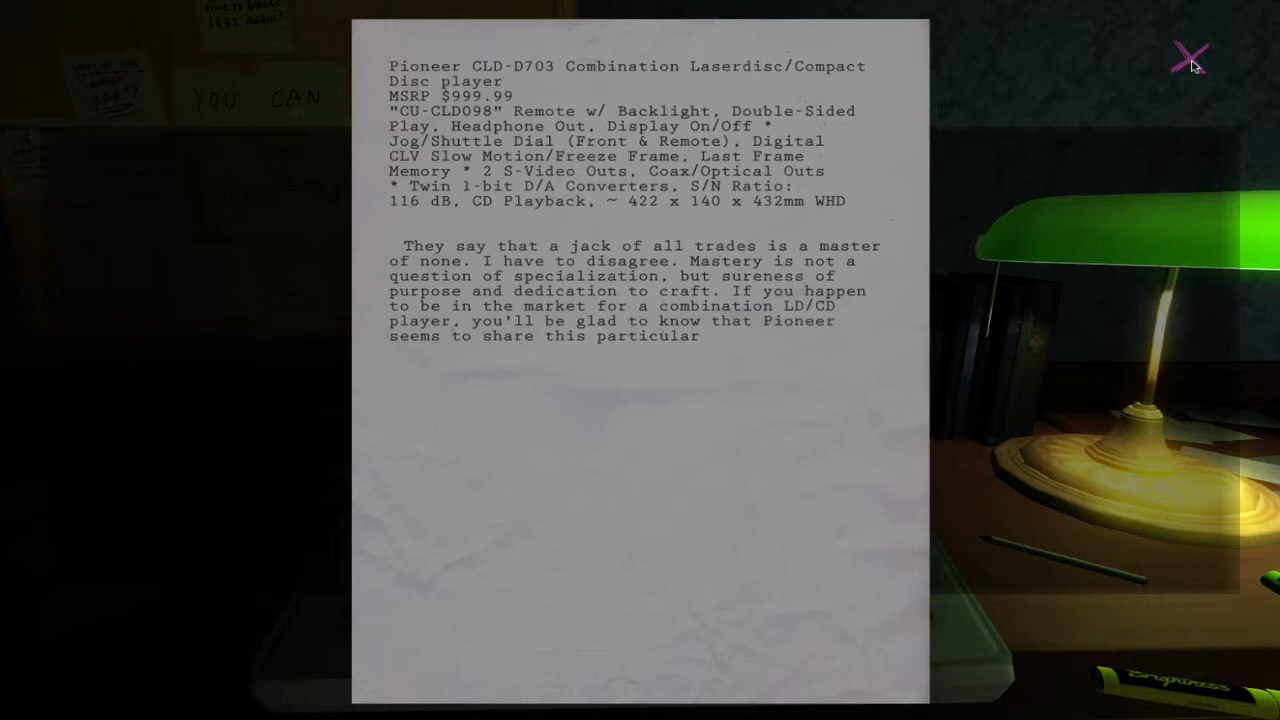 YOU CAN
Pioneer CLD-D703 Combination Laserdisc/Compact
Disc player
MSRP $999.99
"CU-CLD098" Remote w/ Backlight, Double-Sided
Play, Headphone Out, Display On/Off *
Jog/Shuttle Dial (Front & Remote), Digital
CLV Slow Motion/Freeze Frame, Last Frame
Memory * 2 S-Video Outs, Coax/Optical Outs
* Twin 1-bit D/A Converters, S/N Ratio:
116 dB, CD Playback, ~ 422 x 140 x 432mm WHD
They say that a jack of all trades is a master
of none. I have to disagree. Mastery is not a
question of specialization, but sureness of
purpose and dedication to craft. If you happen
to be in the market for a combination LD/CD
player, you'll be glad to know that Pioneer
seems to share this particular
Brightness